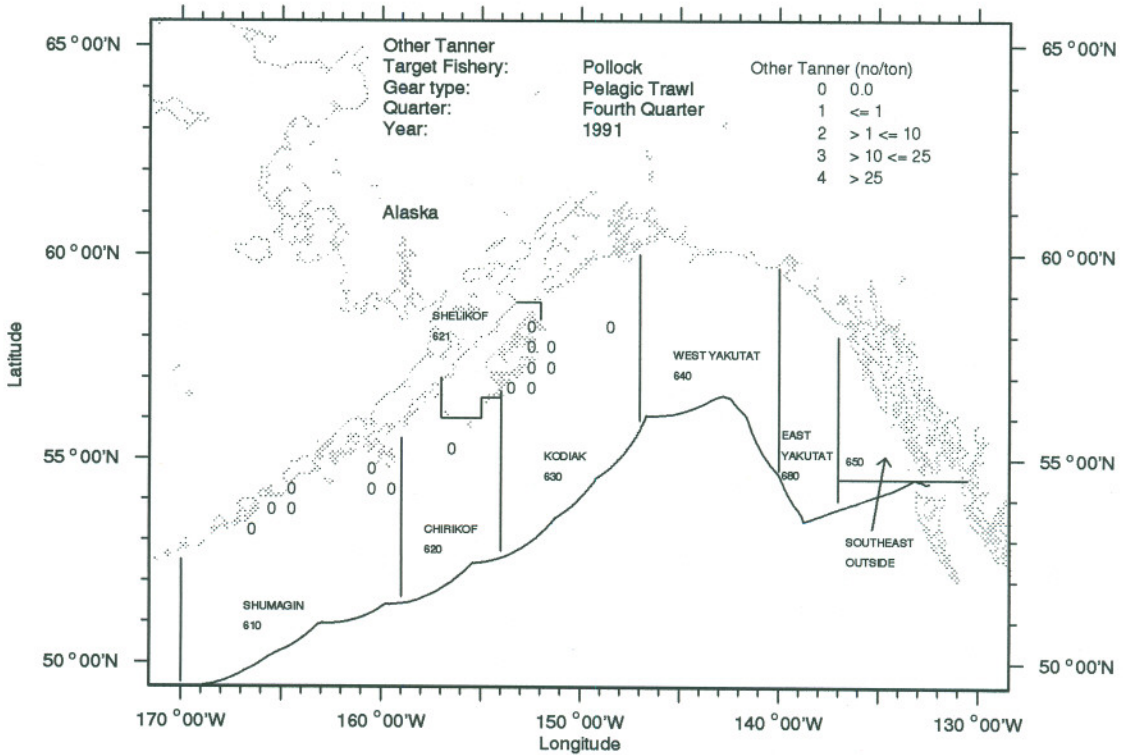 65 °00'N
65 °00'N
Other Tanner
Target Fishery: Pollock
Gear type: Pelagic Trawl
Quarter: Fourth Quarter
Year: 1991
Other Tanner (no/ton)
0 0.0
1 <= 1
2 > 1 <= 10
3 > 10 <= 25
4 > 25
Alaska
60 °00'N
60 °00'N
SHELIKOF
621
0 0
0 0
0 0
0 0
WEST YAKUTAT
640
Latitude
0
EAST
YAKUTAT
680
KODIAK
630
650
55 °00'N
55 °00'N
0
0 0
0
0 0
0
CHIRIKOF
620
SOUTHEAST
OUTSIDE
SHUMAGIN
610
50 °00'N
50 °00'N
170 °00'W
160 °00'W
150 °00'W
140 °00'W
130 °00'W
Longitude